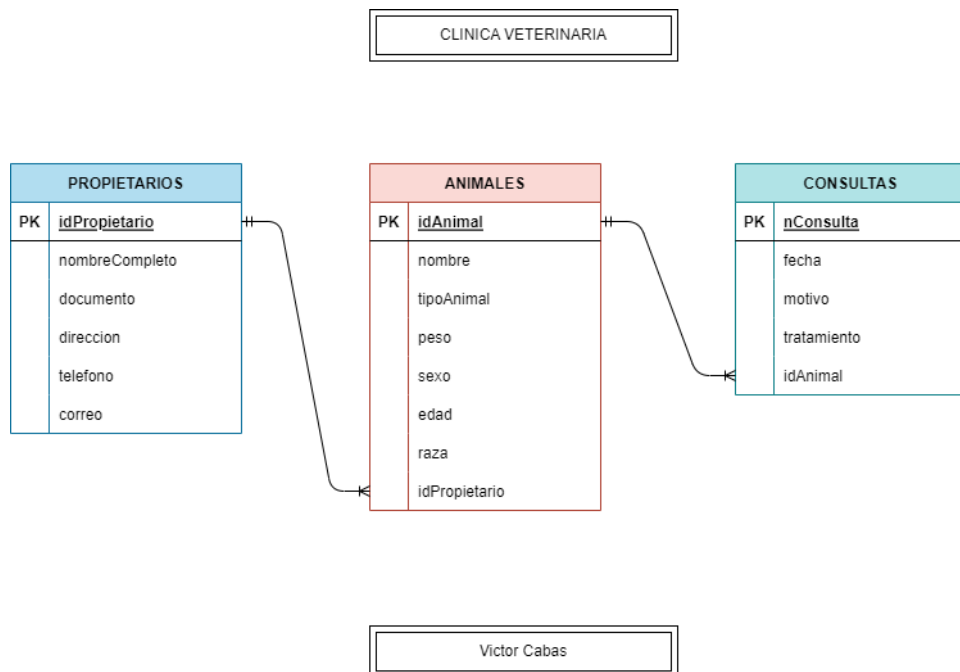 CLINICA VETERINARIA
PROPIETARIOS
PK idPropietario
nombreCompleto
documento
direccion
telefono
correo
ANIMALES
PK idAnimal
nombre
tipoAnimal
peso
sexo
edad
raza
idPropietario
CONSULTAS
PK nConsulta
fecha
motivo
tratamiento
idAnimal
Victor Cabas